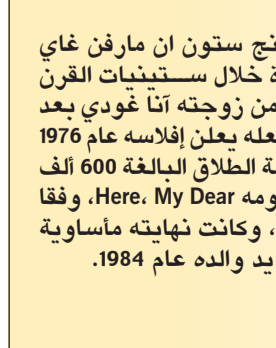 نج ستون ان مارفن غاي
ة خلال ستينيات القرن
من زوجته آنا غودي بعد
عله يعلن إفلاسه عام 1976
ة الطلاق البالغة 600 ألف
ومه Here، My Dear، وفقا
، وكانت نهايته مأساوية
يد والده عام 1984.